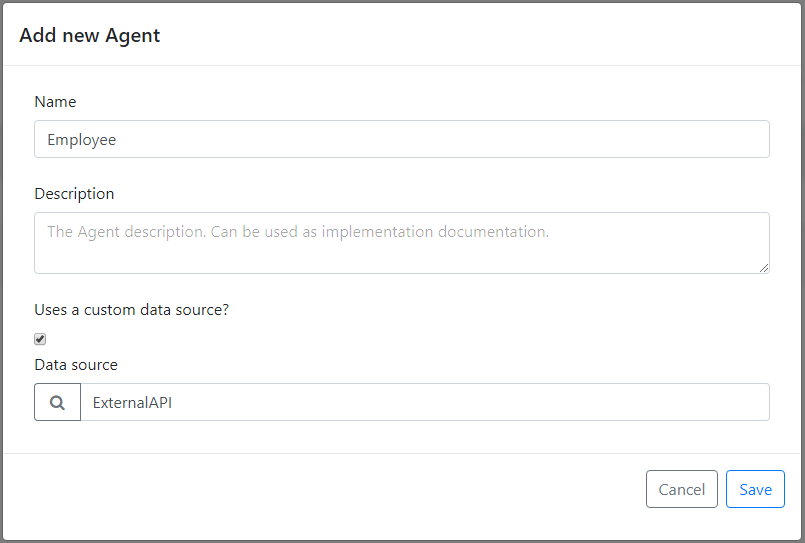 Add new Agent
Name
Employee
Description
The Agent description. Can be used as implementation documentation.
Uses a custom data source?
Data source
ExternalAPI
Cancel Save